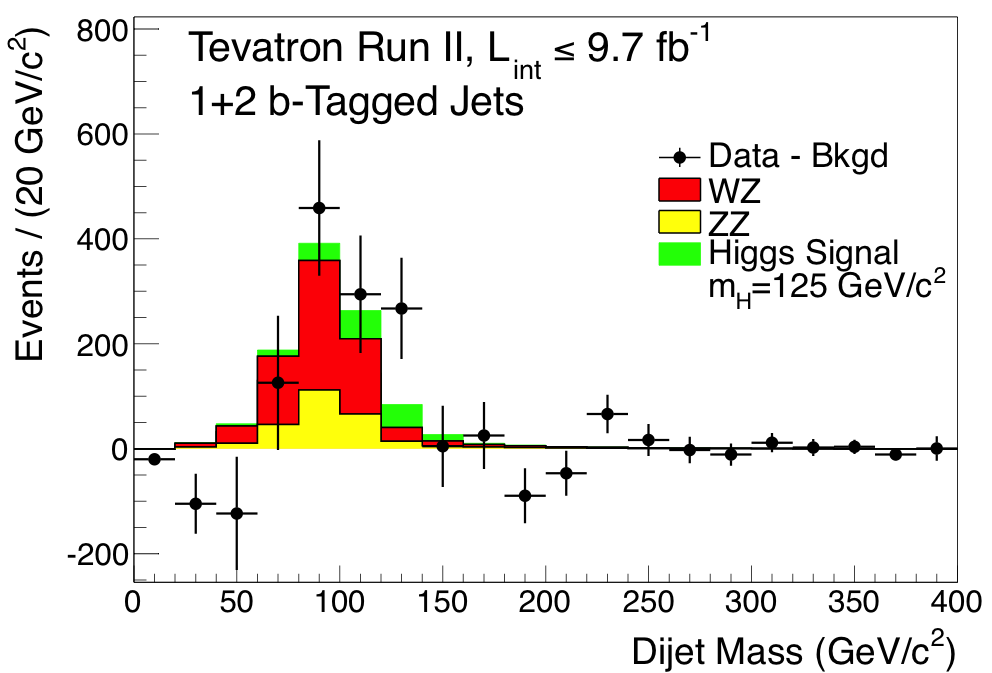 Tevatron Run II, L_int ≤ 9.7 fb^-1
1+2 b-Tagged Jets
Data - Bkgd
WZ
ZZ
Higgs Signal
m_H=125 GeV/c^2
Events / (20 GeV/c^2)
800
600
400
200
0
-200
0 50 100 150 200 250 300 350 400
Dijet Mass (GeV/c^2)